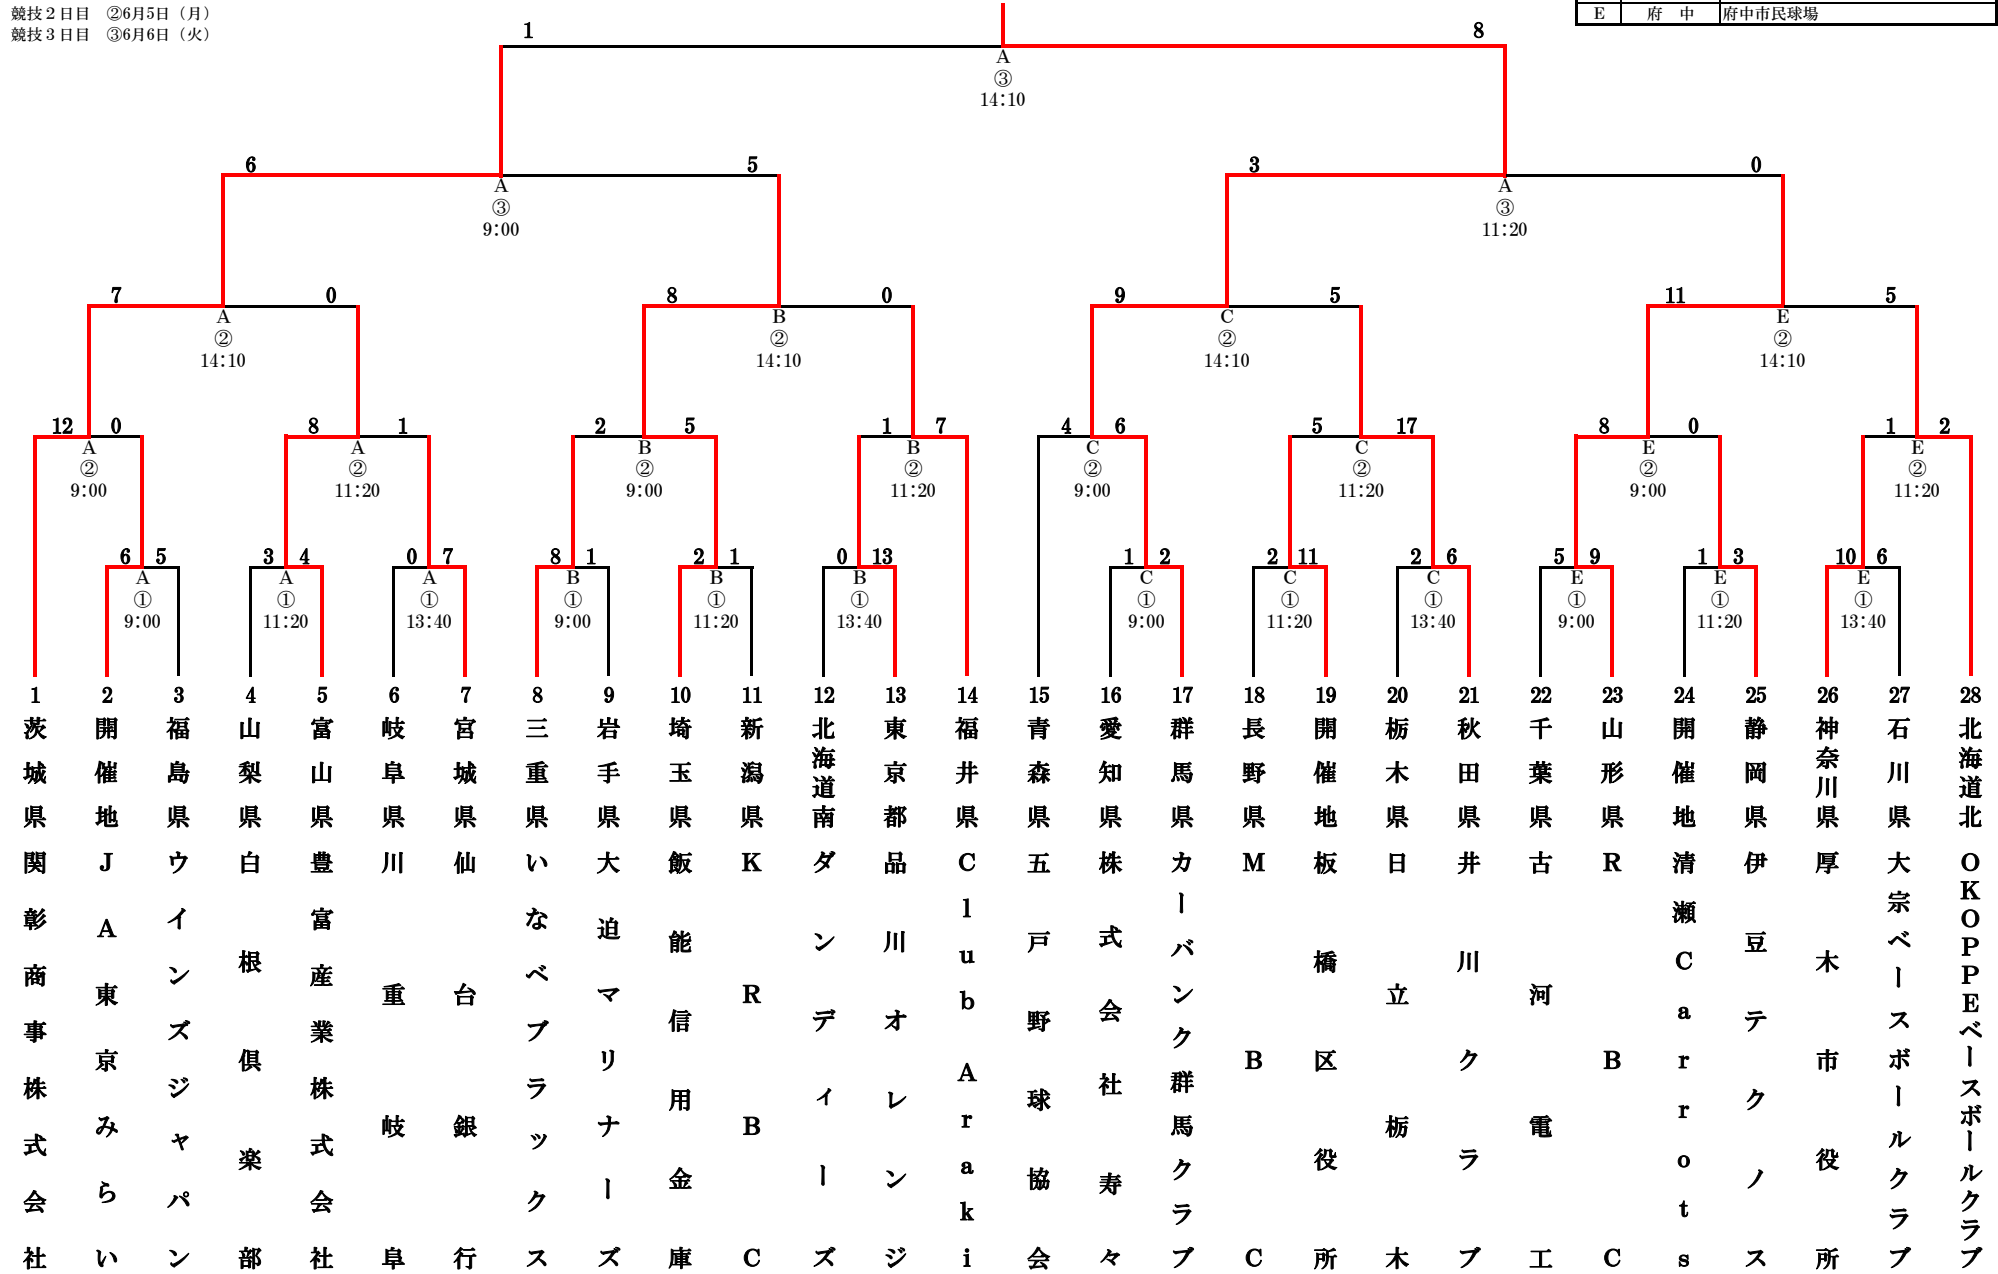 競技２日目　②6月5日（月）
競技３日目　③6月6日（火）
E　府　中　府中市民球場
1 8
A
③
14:10
6 5 3 0
A A
③ ③
9:00 11:20
7 0 8 0 9 5 11 5
A B C E
② ② ② ②
14:10 14:10 14:10 14:10
12 0 8 1 2 5 1 7 4 6 5 17 8 0 1 2
A A B B C C E E
② ② ② ② ② ② ② ②
9:00 11:20 9:00 11:20 9:00 11:20 9:00 11:20
6 5 3 4 0 7 8 1 2 1 0 13 1 2 2 11 2 6 5 9 1 3 10 6
A A A B B B C C C E E E
① ① ① ① ① ① ① ① ① ① ① ①
9:00 11:20 13:40 9:00 11:20 13:40 9:00 11:20 13:40 9:00 11:20 13:40
1 茨城県 関彰商事株式会社
2 開催地 JA東京みらい
3 福島県 ウインズジャパン
4 山梨県 白根倶楽部
5 富山県 豊富産業株式会社
6 岐阜県 川重岐阜
7 宮城県 仙台銀行
8 三重県 いなべブラックス
9 岩手県 大迫マリナーズ
10 埼玉県 飯能信用金庫
11 新潟県 KRBC
12 北海道南 ダンディーズ
13 東京都 品川オレンジ
14 福井県 Club Araki
15 青森県 五戸野球協会
16 愛知県 株式会社寿々
17 群馬県 カーバンク群馬クラブ
18 長野県 MBC
19 開催地 板橋区役所
20 栃木県 日立栃木
21 秋田県 井川クラブ
22 千葉県 古河電工
23 山形県 RBC
24 開催地 清瀬Carrots
25 静岡県 伊豆テクノス
26 神奈川県 厚木市役所
27 石川県 大宗ベースボールクラブ
28 北海道北 OKOPPEベースボールクラブ